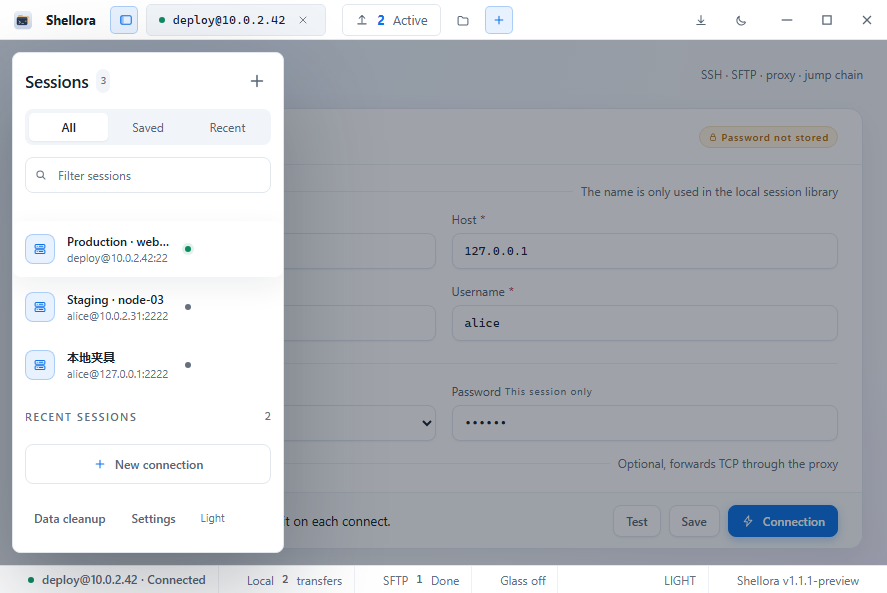 Shellora
deploy@10.0.2.42
2 Active
Sessions 3
All Saved Recent
Filter sessions
Production · web...
deploy@10.0.2.42:22
Staging · node-03
alice@10.0.2.31:2222
本地夹具
alice@127.0.0.1:2222
RECENT SESSIONS 2
New connection
Data cleanup Settings Light
SSH · SFTP · proxy · jump chain
Password not stored
The name is only used in the local session library
Host *
127.0.0.1
Username *
alice
Password This session only
••••••
Optional, forwards TCP through the proxy
it on each connect.
Test Save Connection
deploy@10.0.2.42 · Connected Local 2 transfers SFTP 1 Done Glass off LIGHT Shellora v1.1.1-preview